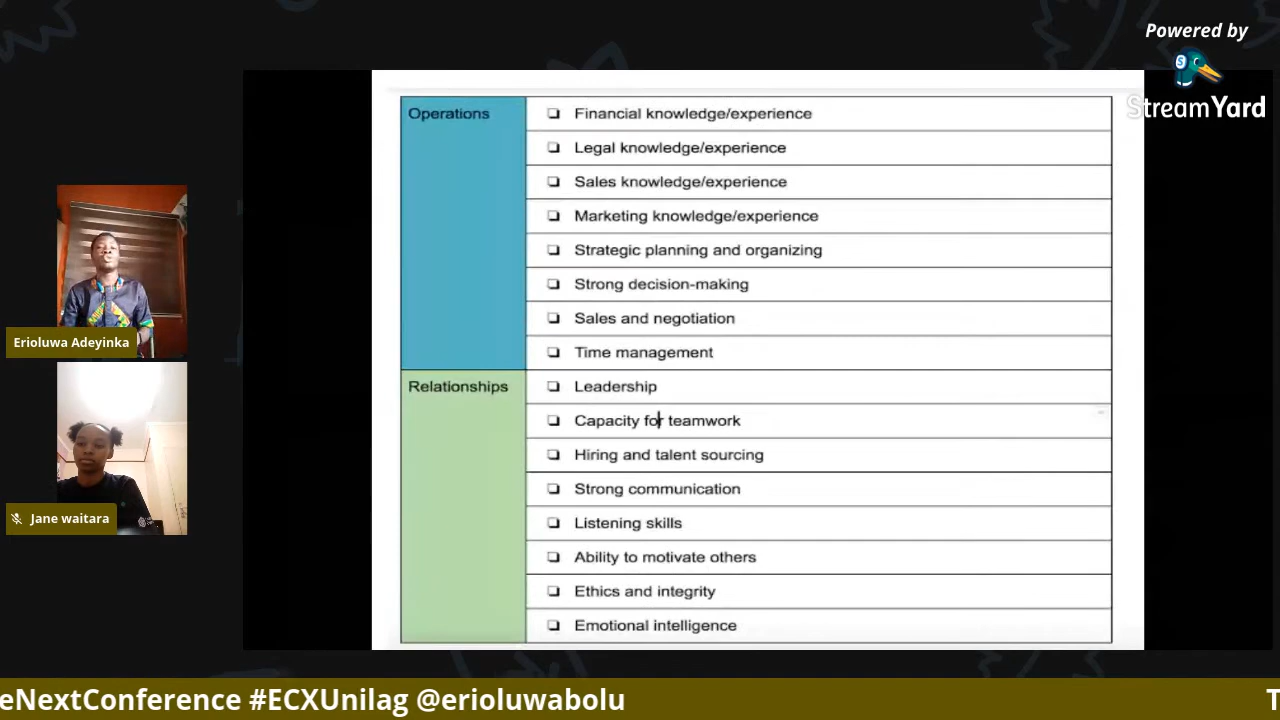 Powered by
StreamYard
Operations
❏ Financial knowledge/experience
❏ Legal knowledge/experience
❏ Sales knowledge/experience
❏ Marketing knowledge/experience
❏ Strategic planning and organizing
❏ Strong decision-making
❏ Sales and negotiation
❏ Time management
Relationships
❏ Leadership
❏ Capacity for teamwork
❏ Hiring and talent sourcing
❏ Strong communication
❏ Listening skills
❏ Ability to motivate others
❏ Ethics and integrity
❏ Emotional intelligence
Erioluwa Adeyinka
Jane waitara
eNextConference #ECXUnilag @erioluwabolu
T